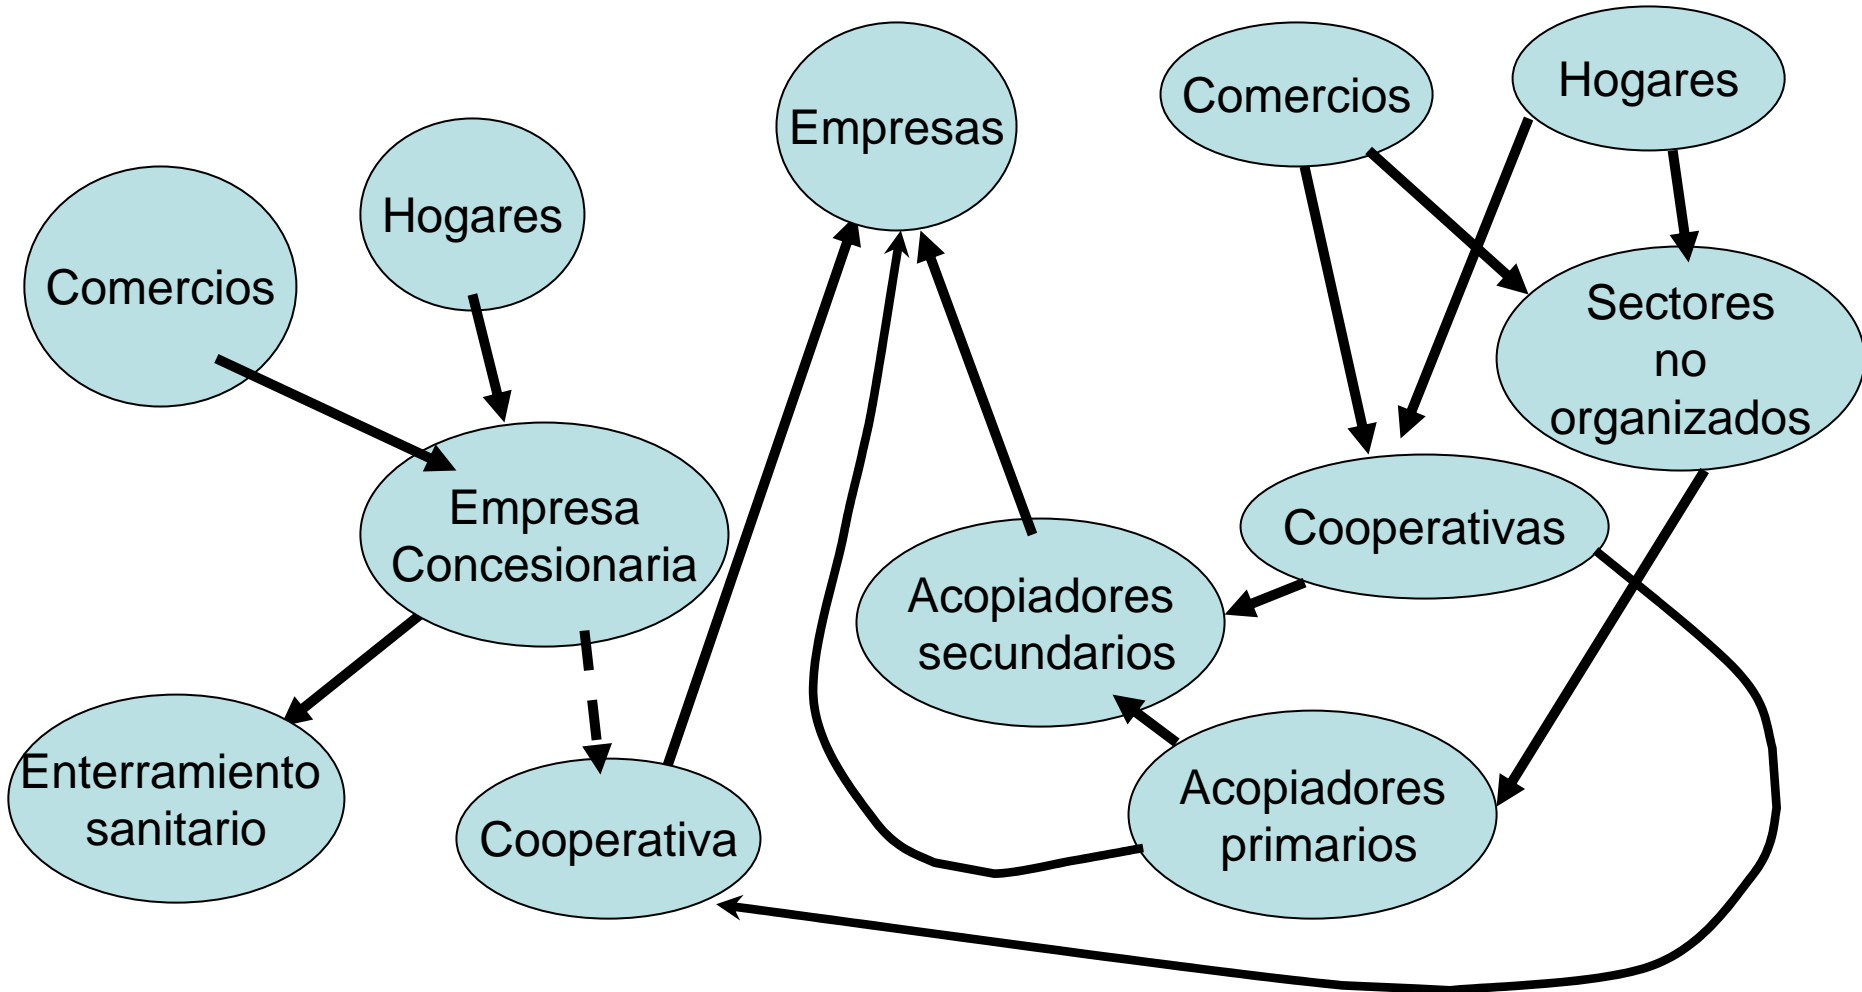 Comercios
Hogares
Empresas
Comercios
Hogares
Sectores
no
organizados
Empresa
Concesionaria
Cooperativas
Acopiadores
secundarios
Enterramiento
sanitario
Cooperativa
Acopiadores
primarios